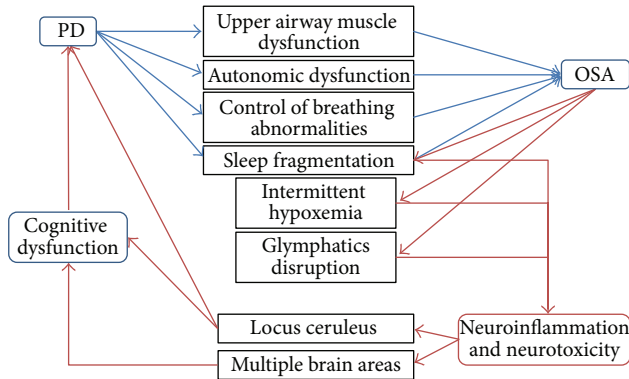 PD
Upper airway muscle
dysfunction
Autonomic dysfunction
OSA
Control of breathing
abnormalities
Sleep fragmentation
Intermittent
hypoxemia
Cognitive
dysfunction
Glymphatics
disruption
Locus ceruleus
Neuroinflammation
and neurotoxicity
Multiple brain areas